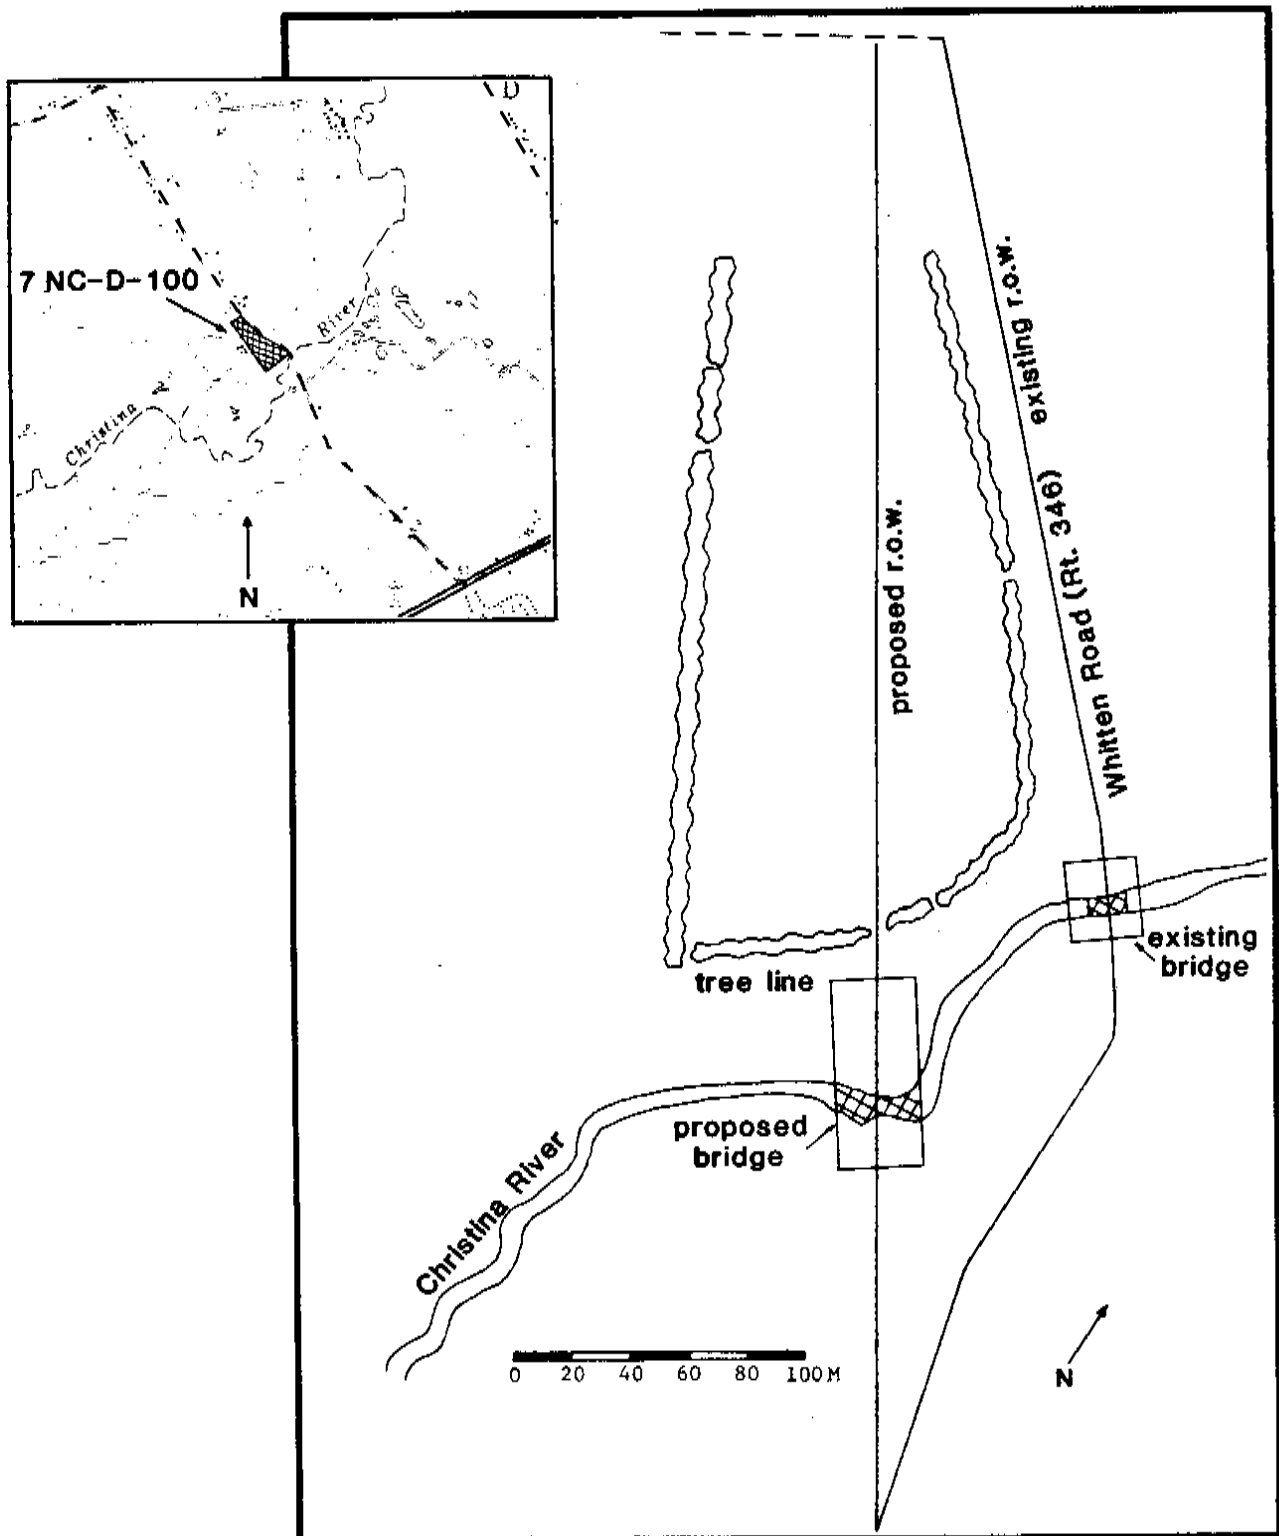 D
7 NC-D-100
River
Christina
N
existing r.o.w.
Whitten Road (Rt. 346)
proposed r.o.w.
existing
bridge
tree line
proposed
bridge
Christina River
0 20 40 60 80 100 M
N